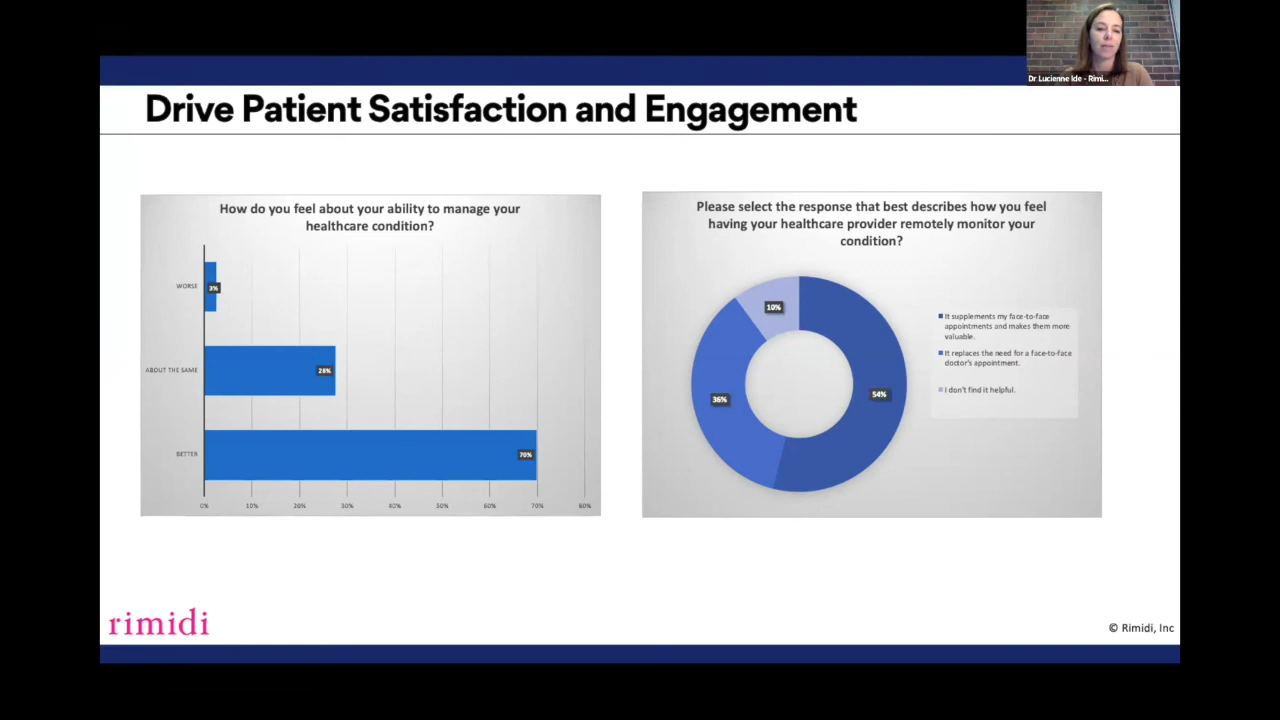 Dr Lucienne Ide - Rimi...
Drive Patient Satisfaction and Engagement
How do you feel about your ability to manage your
healthcare condition?
WORSE
3%
ABOUT THE SAME
28%
BETTER
70%
0% 10% 20% 30% 40% 50% 60% 70% 80%
Please select the response that best describes how you feel
having your healthcare provider remotely monitor your
condition?
10%
36%
54%
It supplements my face-to-face
appointments and makes them more
valuable.
It replaces the need for a face-to-face
doctor's appointment.
I don't find it helpful.
rimidi
© Rimidi, Inc